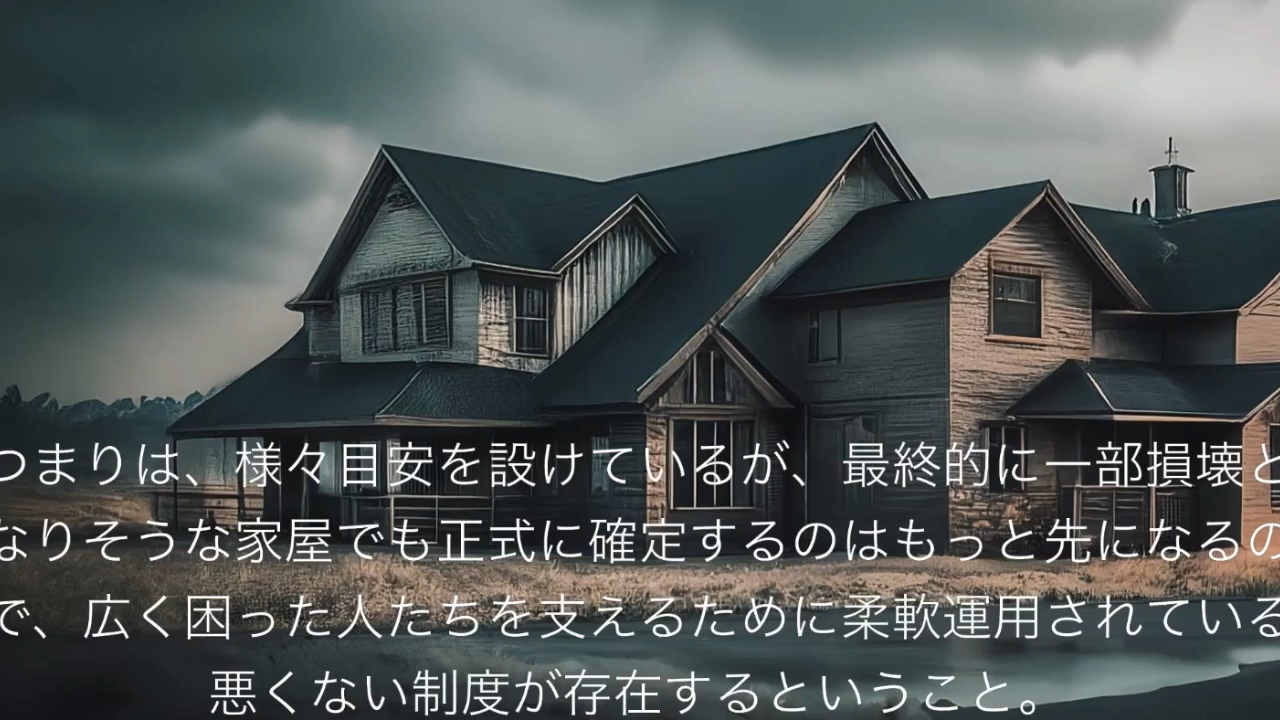 つまりは、様々目安を設けているが、最終的に一部損壊と
なりそうな家屋でも正式に確定するのはもっと先になるの
で、広く困った人たちを支えるために柔軟運用されている
悪くない制度が存在するということ。